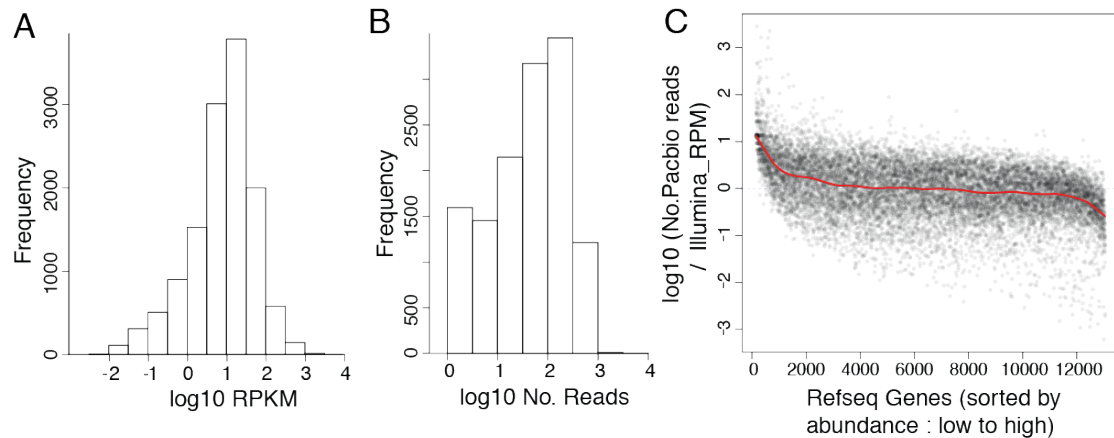 A
Frequency
0
1000
2000
3000
-2 -1 0 1 2 3 4
log10 RPKM
B
Frequency
0
500
1500
2500
0 1 2 3 4
log10 No. Reads
C
log10 (No.Pacbio reads
/ Illumina_RPM)
3
2
1
0
-1
-2
-3
0 2000 4000 6000 8000 10000 12000
Refseq Genes (sorted by
abundance : low to high)